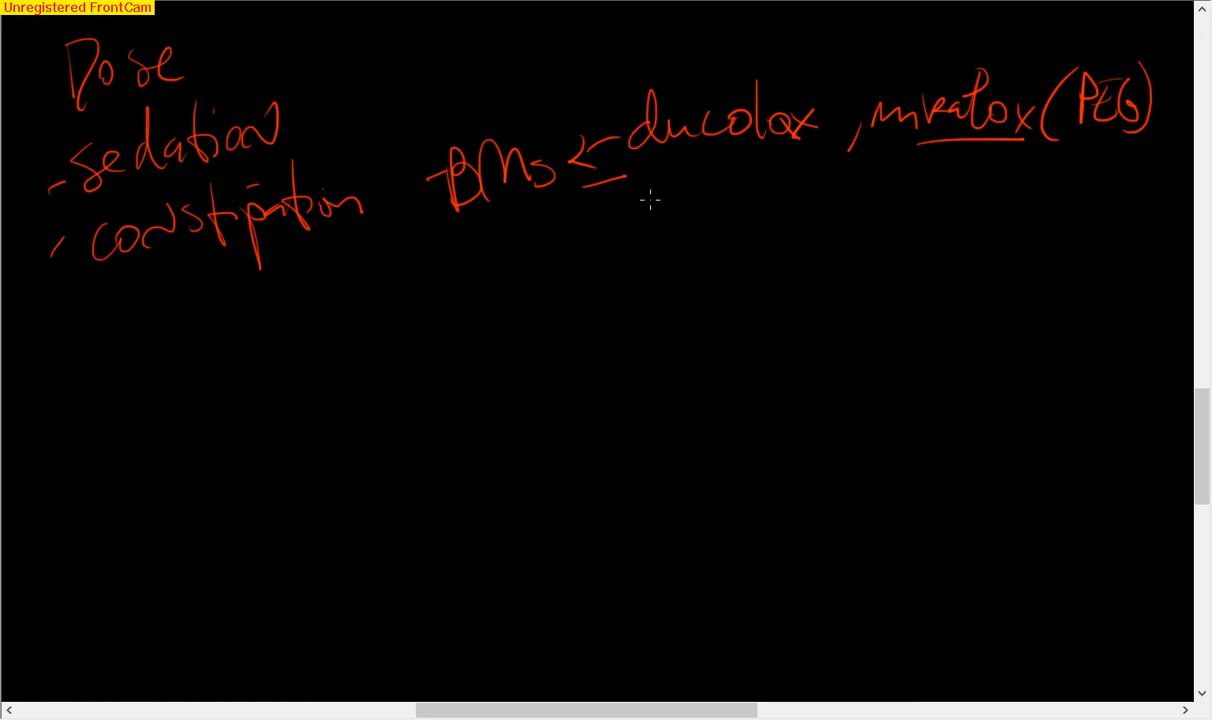 Unregistered FrontCam
Dose
- sedation
- constipation - BMs ← ducolax, miralax (PEG)